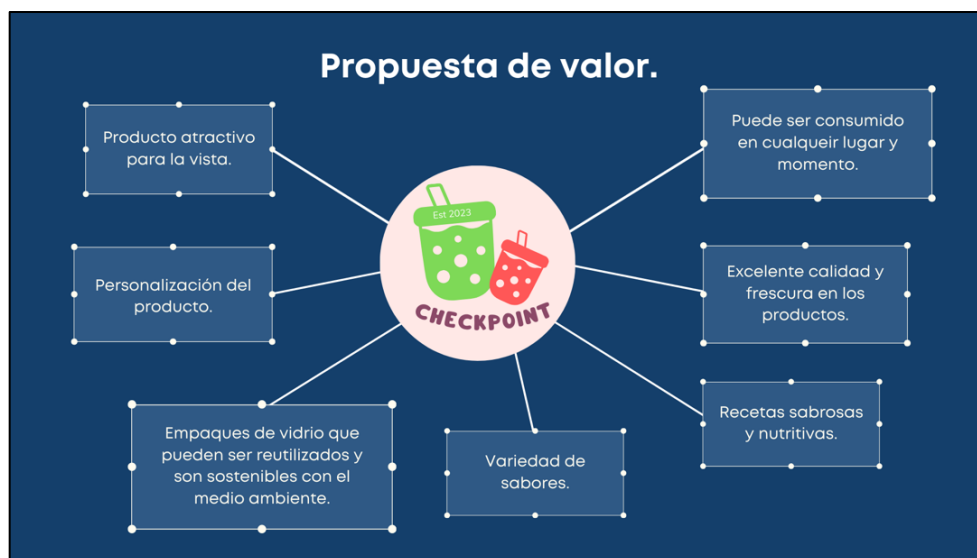 Propuesta de valor.
Producto atractivo
para la vista.
Puede ser consumido
en cualqueir lugar y
momento.
Est 2023
CHECKPOINT
Personalización del
producto.
Excelente calidad y
frescura en los
productos.
Empaques de vidrio que
pueden ser reutilizados y
son sostenibles con el
medio ambiente.
Variedad de
sabores.
Recetas sabrosas
y nutritivas.